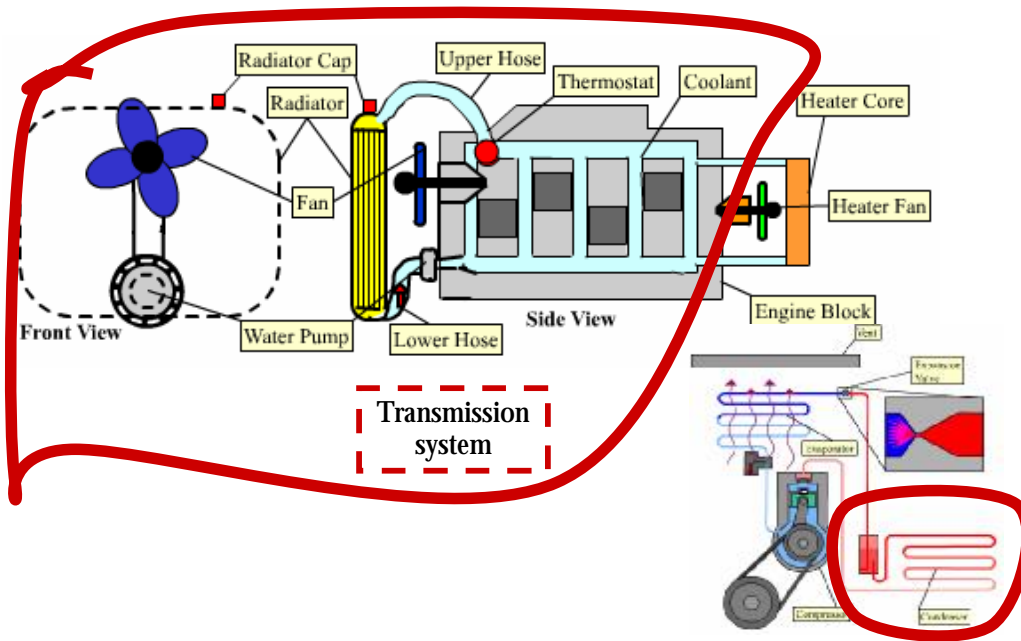 Radiator Cap
Upper Hose
Thermostat
Coolant
Radiator
Heater Core
Fan
Heater Fan
Front View
Water Pump
Lower Hose
Side View
Engine Block
Vent
Expansion
Valve
Transmission
system
Evaporator
Compressor
Condenser